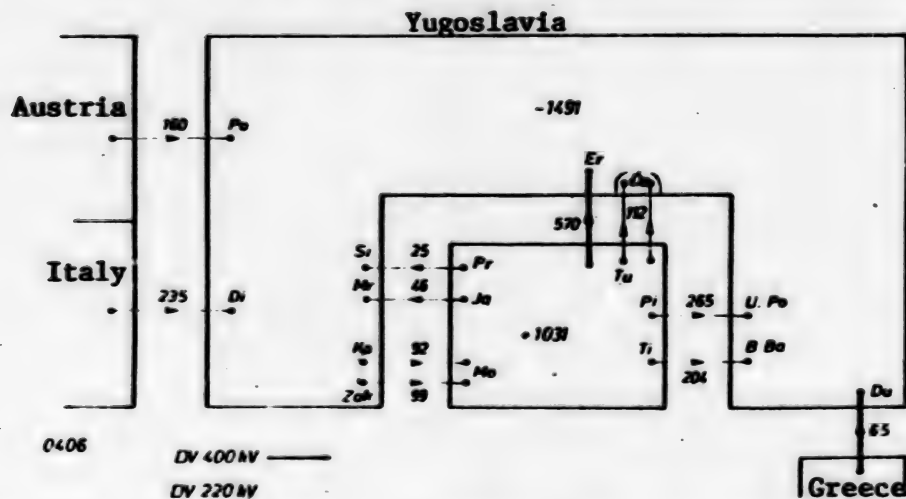 Yugoslavia
Austria
160
Po
-1491
Er
570
112
Tu
Italy
235
Di
Si
25
Pr
Mr
46
Ja
Pi
265
U. Po
+1031
Kp
92
Mo
Zak
99
Ti
204
B Ba
Du
65
0406
DV 400 kV
DV 220 kV
Greece